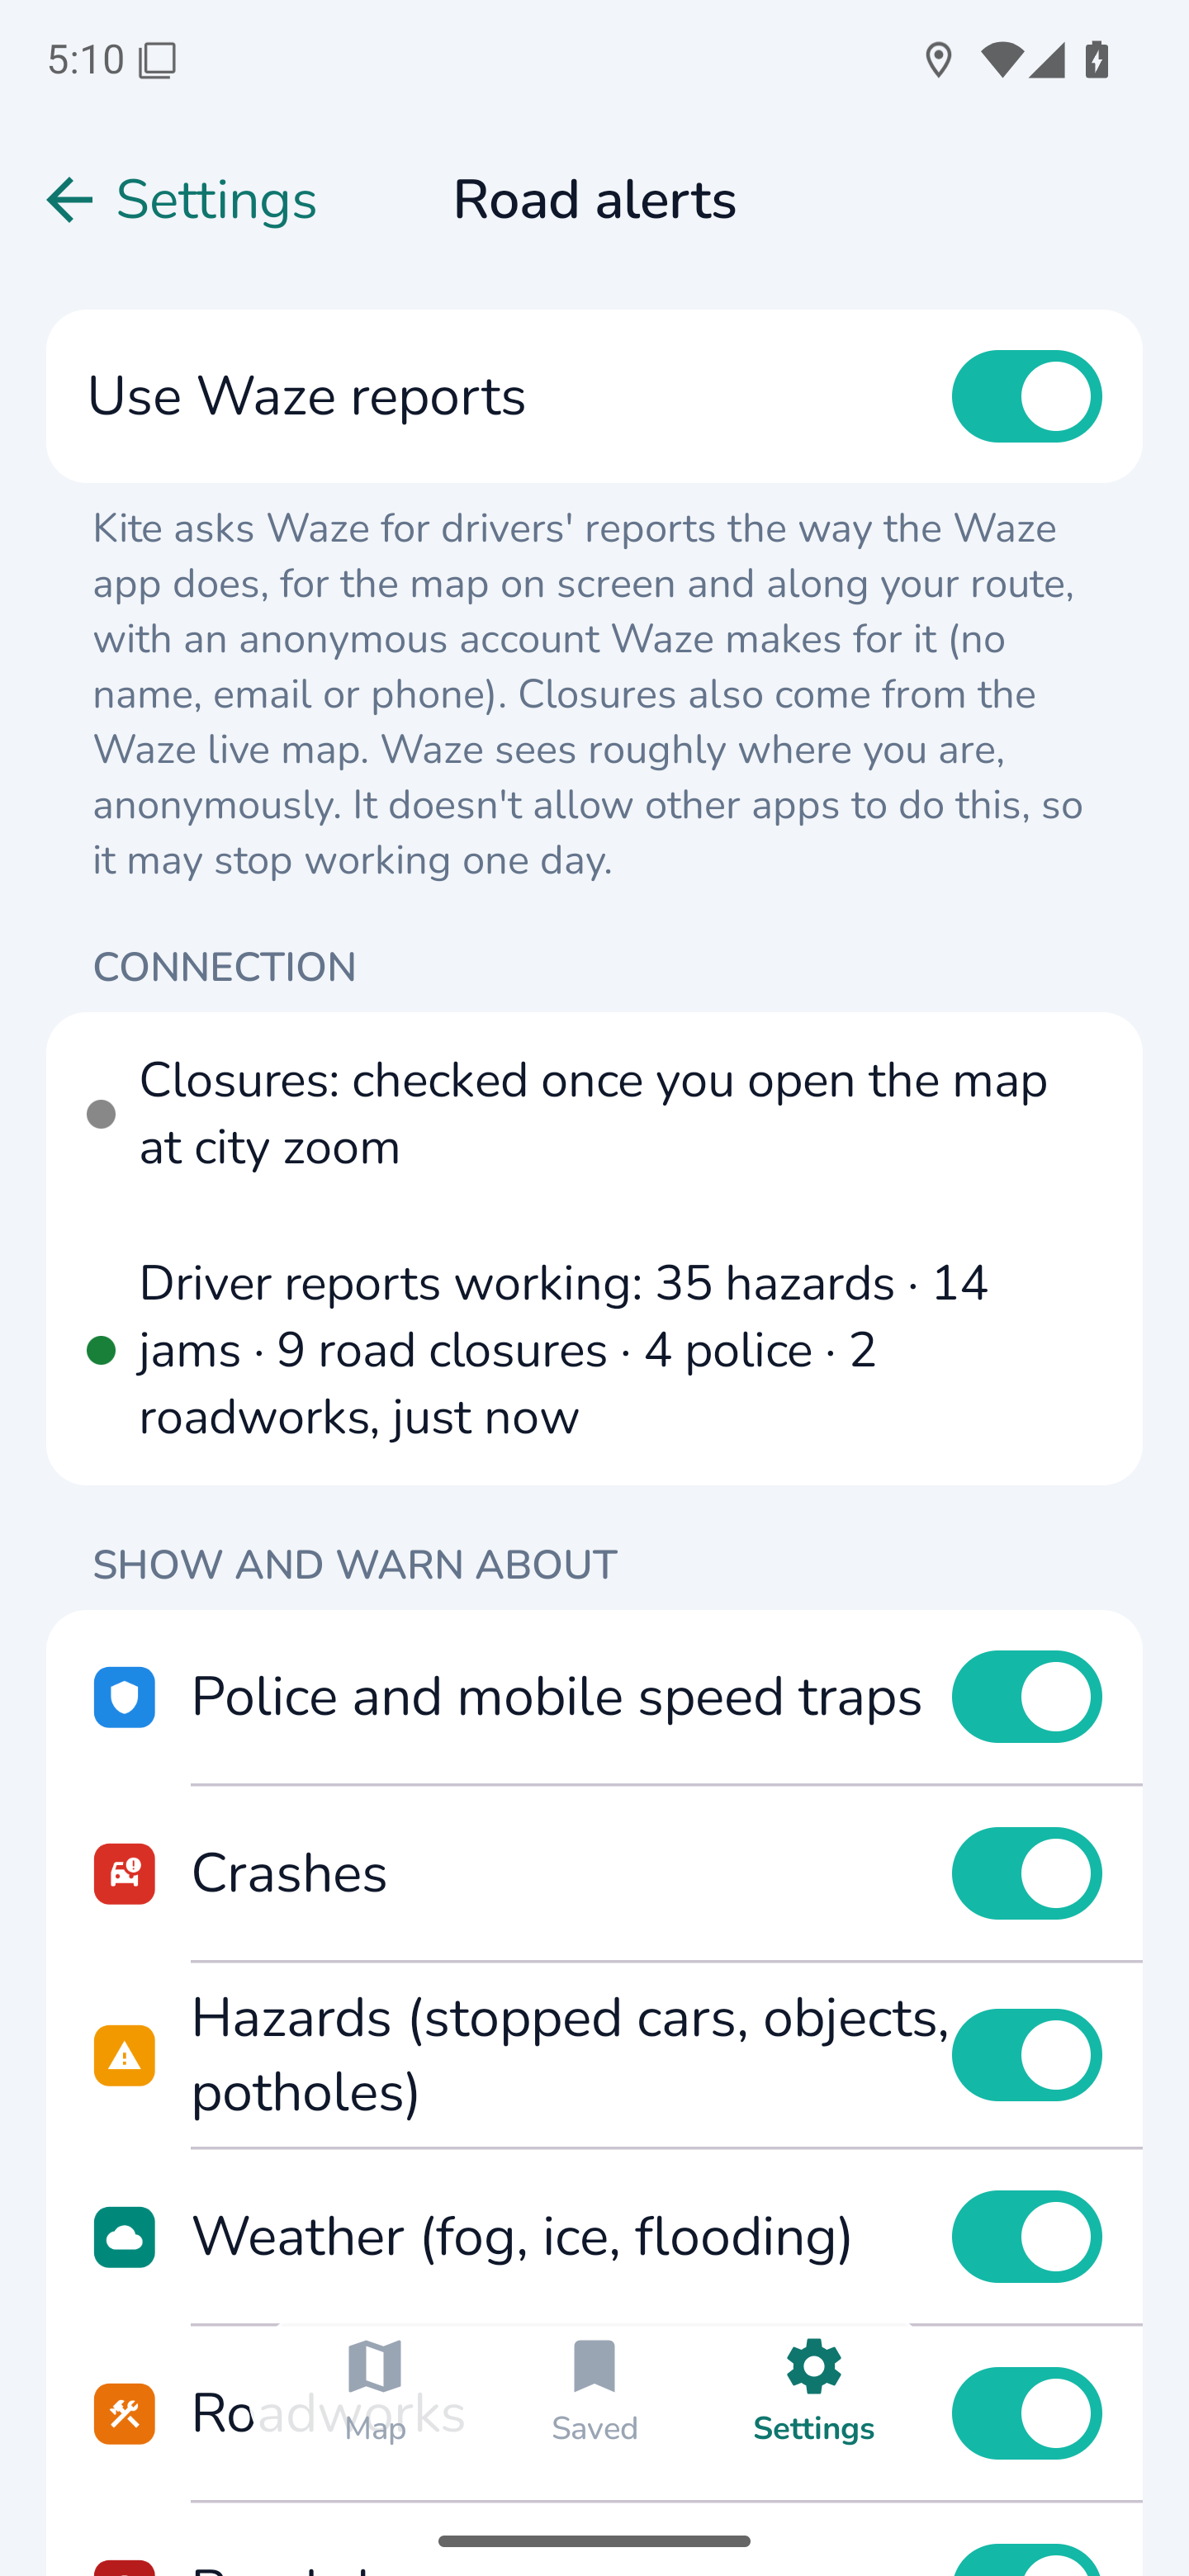 5:10
Settings
Road alerts
Use Waze reports
Kite asks Waze for drivers' reports the way the Waze
app does, for the map on screen and along your route,
with an anonymous account Waze makes for it (no
name, email or phone). Closures also come from the
Waze live map. Waze sees roughly where you are,
anonymously. It doesn't allow other apps to do this, so
it may stop working one day.
CONNECTION
Closures: checked once you open the map
at city zoom
Driver reports working: 35 hazards · 14
jams · 9 road closures · 4 police · 2
roadworks, just now
SHOW AND WARN ABOUT
Police and mobile speed traps
Crashes
Hazards (stopped cars, objects,
potholes)
Weather (fog, ice, flooding)
Roadworks
Map
Saved
Settings